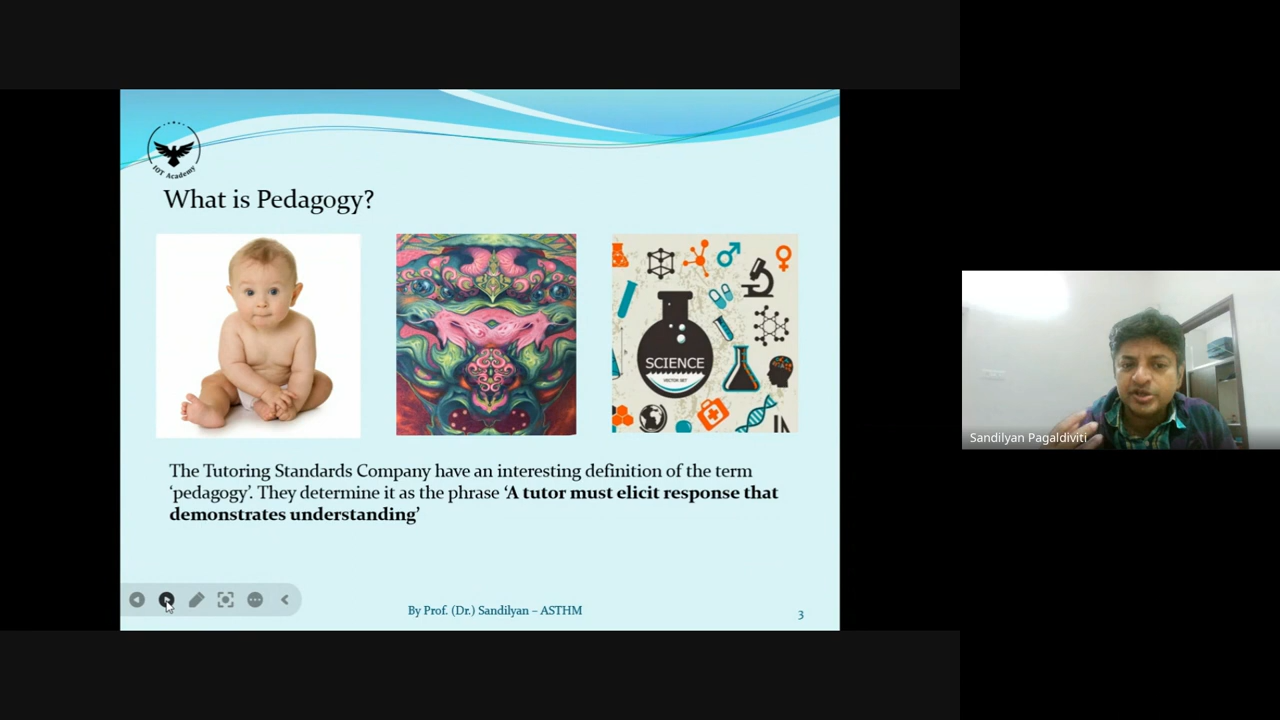 IOT Academy
What is Pedagogy?
SCIENCE
VECTOR SET
The Tutoring Standards Company have an interesting definition of the term
‘pedagogy’. They determine it as the phrase ‘A tutor must elicit response that
demonstrates understanding’
By Prof. (Dr.) Sandilyan – ASTHM
3
Sandilyan Pagaldiviti